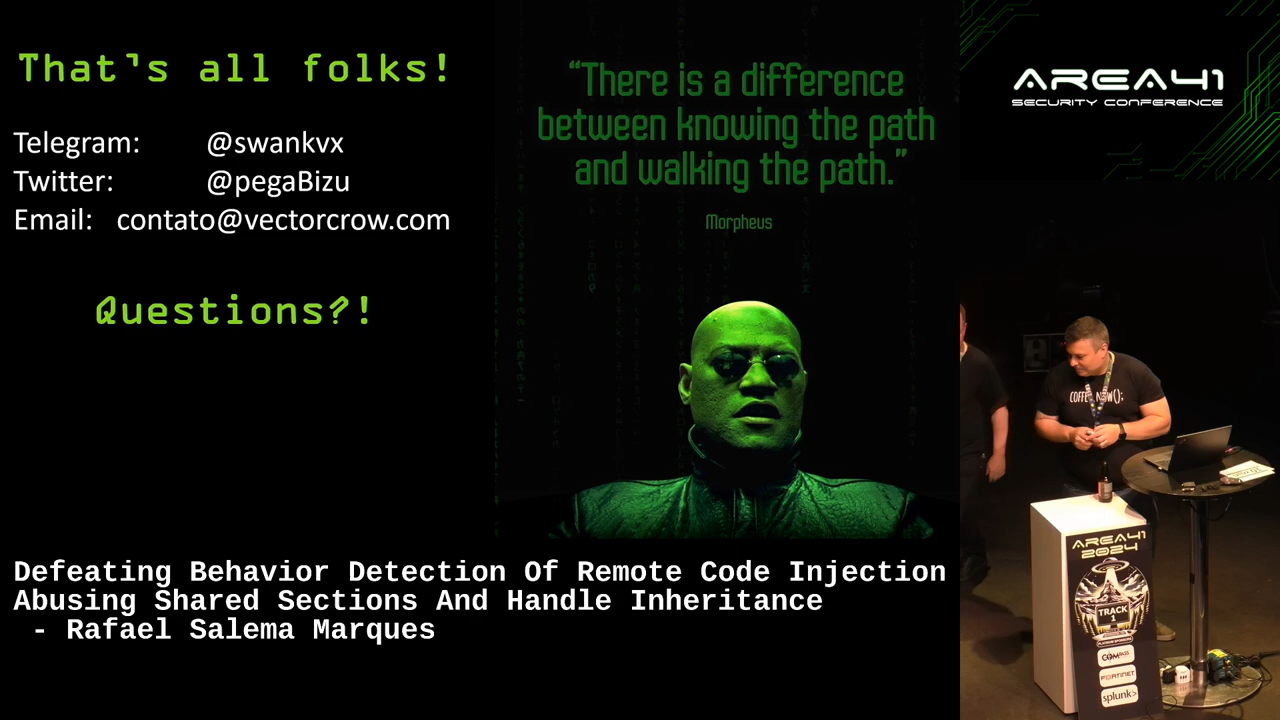 That's all folks!
Telegram: @swankvx
Twitter: @pegaBizu
Email: contato@vectorcrow.com
Questions?!
“There is a difference
between knowing the path
and walking the path.”
Morpheus
AREA41
SECURITY CONFERENCE
Defeating Behavior Detection Of Remote Code Injection
Abusing Shared Sections And Handle Inheritance
- Rafael Salema Marques
AREA41
2024
TRACK
1
COMPASS
FORTINET
splunk>